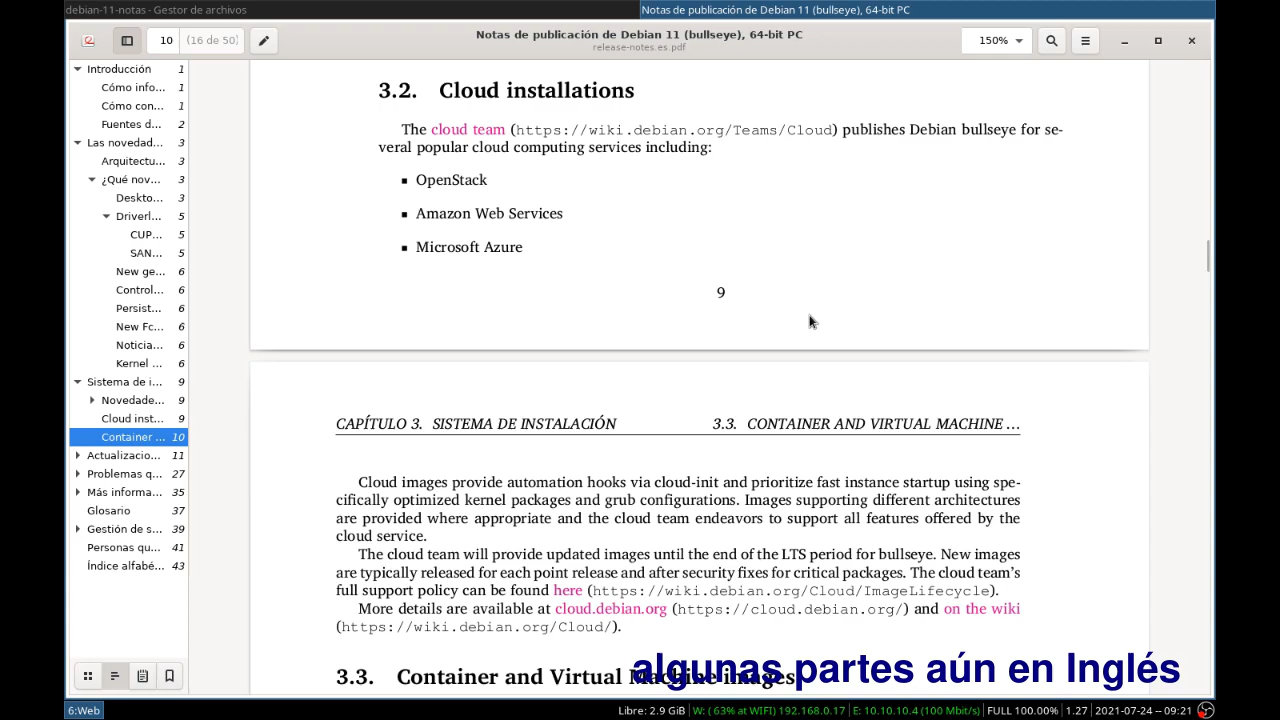 debian-11-notas - Gestor de archivos
Notas de publicación de Debian 11 (bullseye), 64-bit PC
10 (16 de 50)
Notas de publicación de Debian 11 (bullseye), 64-bit PC
release-notes.es.pdf
150%
Introducción 1
Cómo info... 1
Cómo con... 1
Fuentes d... 2
Las novedad... 3
Arquitectu... 3
¿Qué nov... 3
Deskto... 3
Driverl... 5
CUP... 5
SAN... 5
New ge... 6
Control... 6
Persist... 6
New Fc... 6
Noticia... 6
Kernel ... 6
Sistema de i... 9
Novedade... 9
Cloud inst... 9
Container ... 10
Actualizacio... 11
Problemas q... 27
Más informa... 35
Glosario 37
Gestión de s... 39
Personas qu... 41
Índice alfabé... 43
3.2. Cloud installations
The cloud team (https://wiki.debian.org/Teams/Cloud) publishes Debian bullseye for se-
veral popular cloud computing services including:
▪ OpenStack
▪ Amazon Web Services
▪ Microsoft Azure
9
CAPÍTULO 3. SISTEMA DE INSTALACIÓN 3.3. CONTAINER AND VIRTUAL MACHINE ...
Cloud images provide automation hooks via cloud-init and prioritize fast instance startup using spe-
cifically optimized kernel packages and grub configurations. Images supporting different architectures
are provided where appropriate and the cloud team endeavors to support all features offered by the
cloud service.
The cloud team will provide updated images until the end of the LTS period for bullseye. New images
are typically released for each point release and after security fixes for critical packages. The cloud team's
full support policy can be found here (https://wiki.debian.org/Cloud/ImageLifecycle).
More details are available at cloud.debian.org (https://cloud.debian.org/) and on the wiki
(https://wiki.debian.org/Cloud/).
3.3. Container and Virtual Machine images
algunas partes aún en Inglés
6:Web
Libre: 2.9 GiB | W: ( 63% at WIFI) 192.168.0.17 | E: 10.10.10.4 (100 Mbit/s) | FULL 100.00% | 1.27 | 2021-07-24 -- 09:21